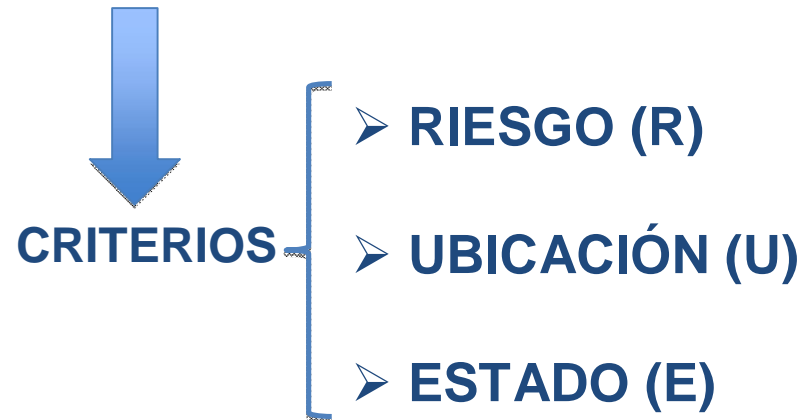 ➢ RIESGO (R)
CRITERIOS
➢ UBICACIÓN (U)
➢ ESTADO (E)